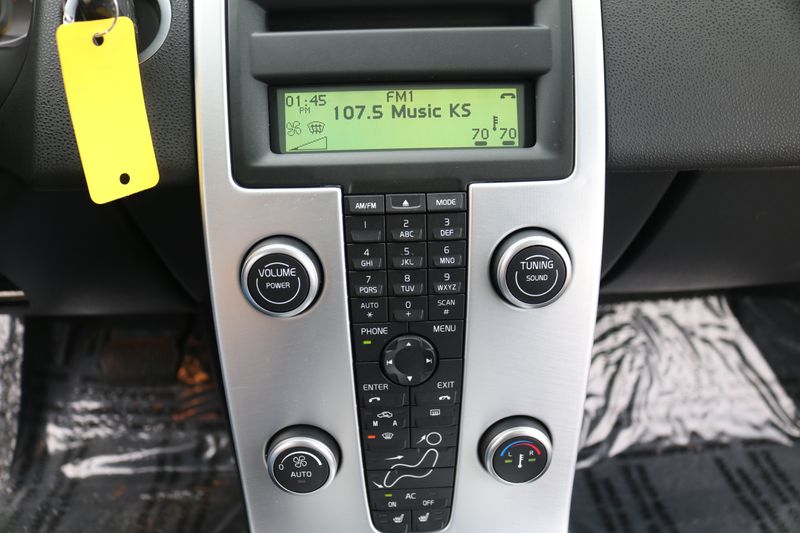 01:45 FM1
PM
107.5 Music KS
70 70
AM/FM MODE
1 2 ABC 3 DEF
4 GHI 5 JKL 6 MNO
7 PQRS 8 TUV 9 WXYZ
AUTO * 0 + SCAN #
VOLUME
POWER
TUNING
SOUND
PHONE MENU
ENTER EXIT
M A
0
AUTO
L R
AC
ON OFF